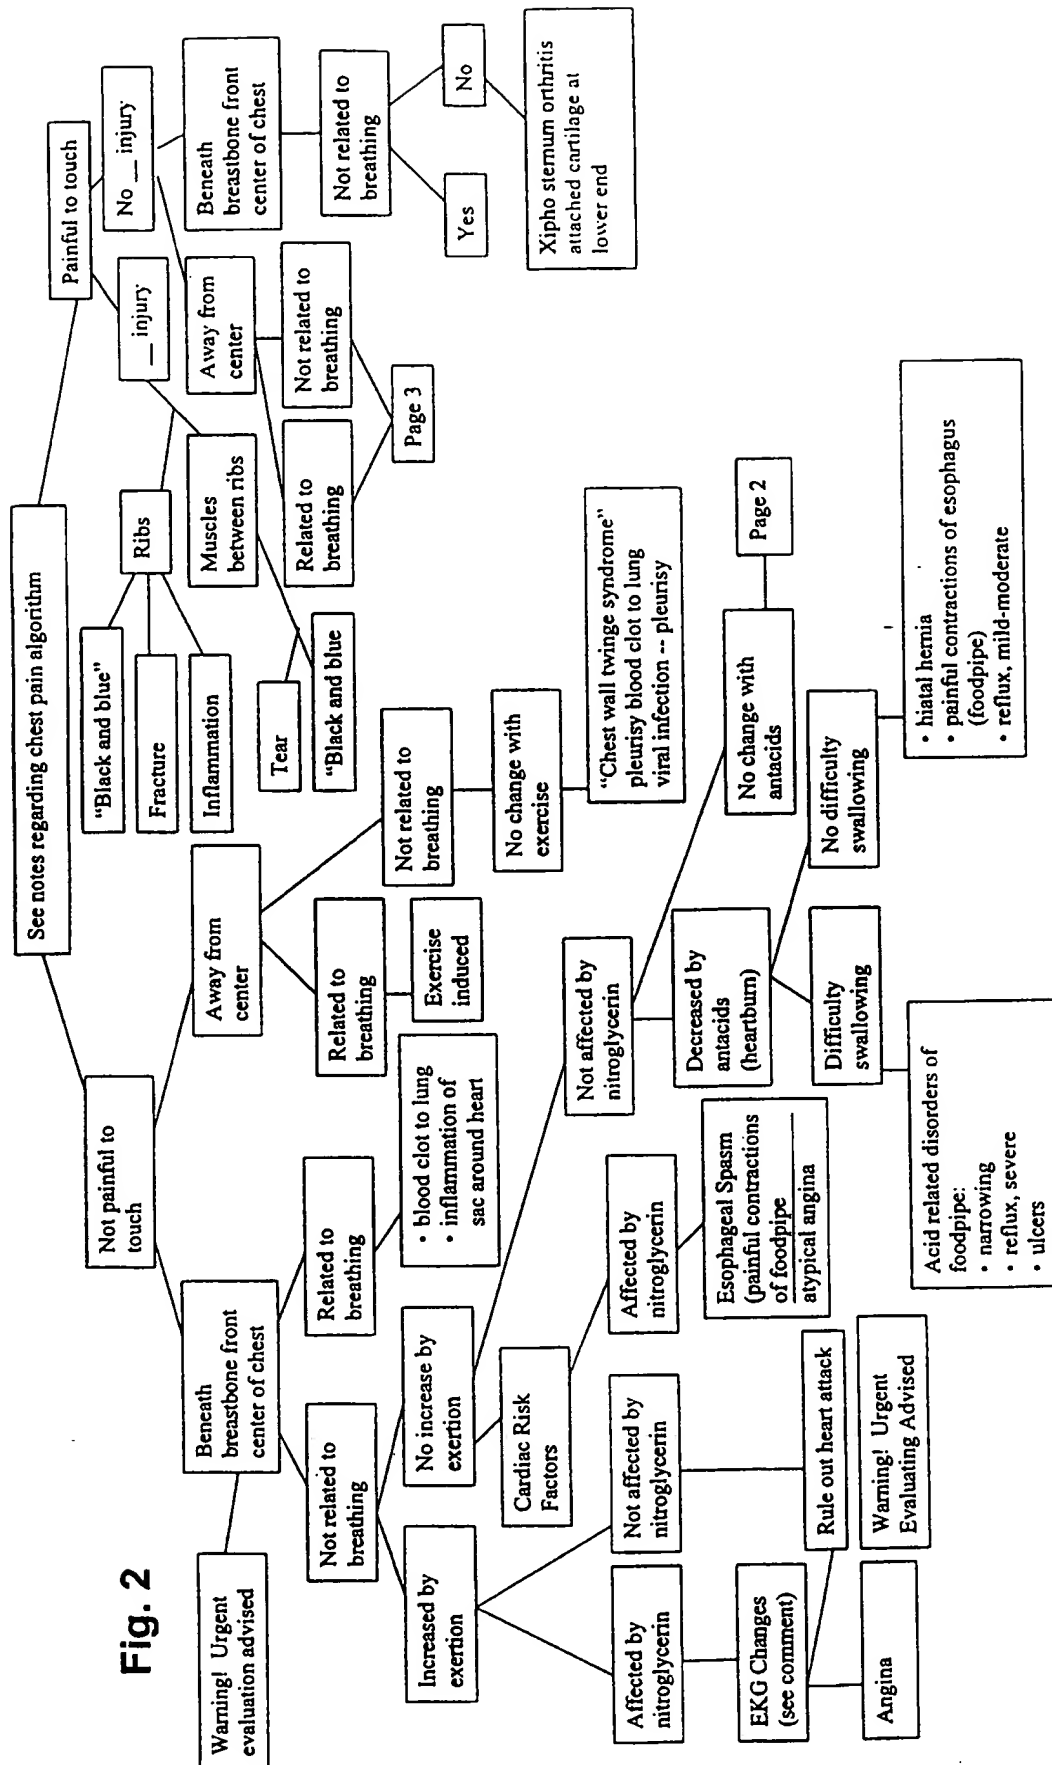 Fig. 2
See notes regarding chest pain algorithm
Not painful to
touch
Painful to touch
Warning! Urgent
evaluation advised
Beneath
breastbone front
center of chest
Away from
center
"Black and blue"
Fracture
Inflammation
Ribs
__ injury
No __ injury
Tear
"Black and blue
Muscles
between ribs
Away from
center
Beneath
breastbone front
center of chest
Not related to
breathing
Related to
breathing
Related to
breathing
Not related to
breathing
Related to
breathing
Not related to
breathing
Not related to
breathing
Increased by
exertion
No increase by
exertion
• blood clot to lung
• inflammation of
sac around heart
Exercise
induced
No change with
exercise
Page 3
Yes
No
Cardiac Risk
Factors
"Chest wall twinge syndrome"
pleurisy blood clot to lung
viral infection -- pleurisy
Xipho sternum orthritis
attached cartilage at
lower end
Affected by
nitroglycerin
Not affected by
nitroglycerin
Affected by
nitroglycerin
Not affected by
nitroglycerin
EKG Changes
(see comment)
Esophageal Spasm
(painful contractions
of foodpipe
atypical angina
Decreased by
antacids
(heartburn)
No change with
antacids
Page 2
Rule out heart attack
Difficulty
swallowing
No difficulty
swallowing
Angina
Warning! Urgent
Evaluating Advised
Acid related disorders of
foodpipe:
• narrowing
• reflux, severe
• ulcers
• hiatal hernia
• painful contractions of esophagus
(foodpipe)
• reflux, mild-moderate